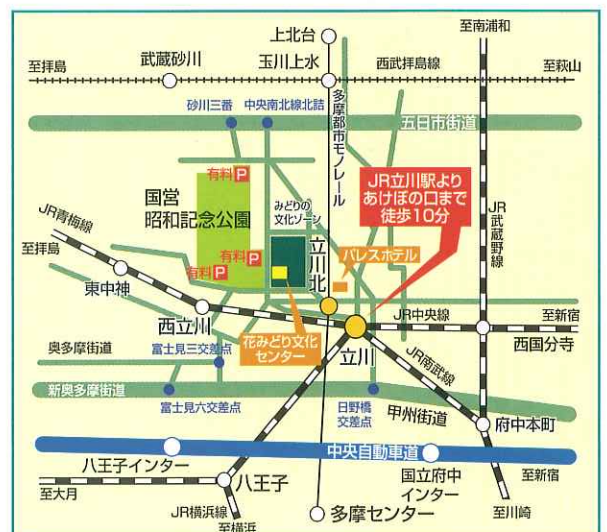 至南浦和
上北台
武蔵砂川
玉川上水
西武拝島線
至拝島
至萩山
砂川三番
中央南北線北詰
多摩都市モノレール
五日市街道
有料 P
国営
昭和記念公園
みどりの
文化ゾーン
JR立川駅より
あけぼの口まで
徒歩10分
JR武蔵野線
JR青梅線
至拝島
有料 P
有料 P
立川北
パレスホテル
東中神
西立川
JR中央線
至新宿
西国分寺
花みどり文化
センター
立川
JR南武線
奥多摩街道
富士見三交差点
新奥多摩街道
富士見六交差点
日野橋
交差点
甲州街道
府中本町
中央自動車道
八王子インター
国立府中
インター
至新宿
八王子
至大月
JR横浜線
至横浜
多摩センター
至川崎